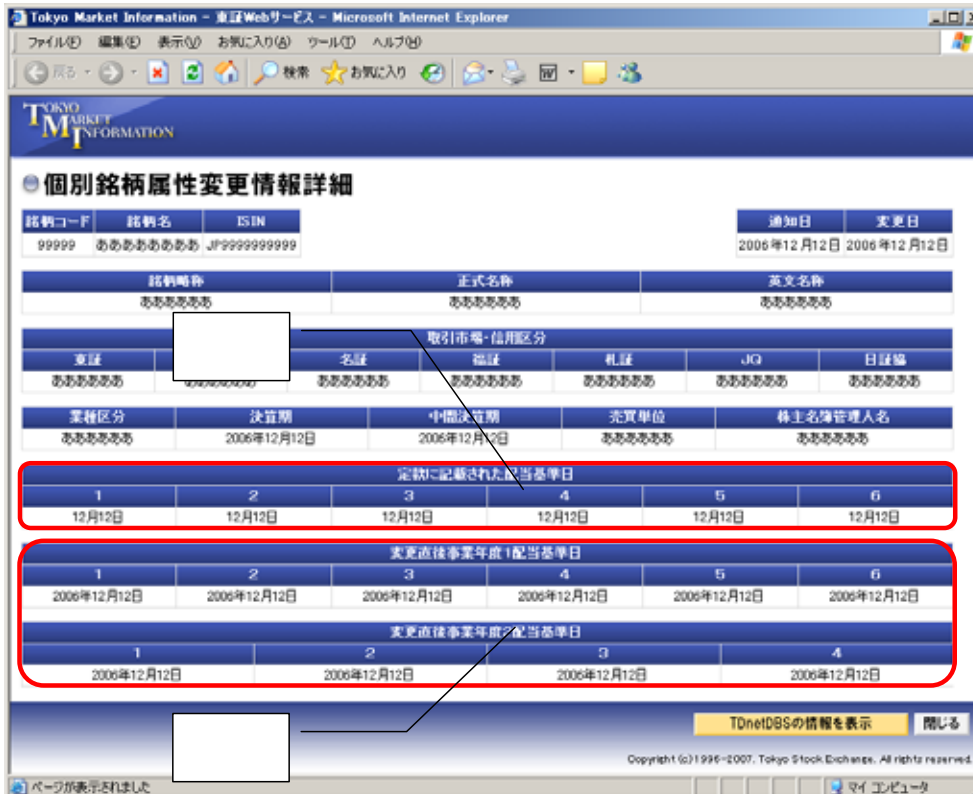 Tokyo Market Information - 東証Webサービス - Microsoft Internet Explorer
ファイル(F) 編集(E) 表示(V) お気に入り(A) ツール(T) ヘルプ(H)
戻る 検索 お気に入り
TOKYO
MARKET
INFORMATION
個別銘柄属性変更情報詳細
銘柄コード 銘柄名 ISIN 通知日 変更日
99999 ああああああああ JP9999999999 2006年12月12日 2006年12月12日
銘柄略称 正式名称 英文名称
ああああああ ああああああ ああああああ
取引市場・信用区分
東証 名証 福証 札証 JQ 日証協
ああああああ ああああああ ああああああ ああああああ ああああああ ああああああ
業種区分 決算期 中間決算期 売買単位 株主名簿管理人名
ああああああ 2006年12月12日 2006年12月12日 ああああああ ああああああ
定款に記載された配当基準日
1 2 3 4 5 6
12月12日 12月12日 12月12日 12月12日 12月12日 12月12日
変更直後事業年度1配当基準日
1 2 3 4 5 6
2006年12月12日 2006年12月12日 2006年12月12日 2006年12月12日 2006年12月12日 2006年12月12日
変更直後事業年度2配当基準日
1 2 3 4
2006年12月12日 2006年12月12日 2006年12月12日 2006年12月12日
TDnetDBSの情報を表示 閉じる
Copyright (c)1996-2007. Tokyo Stock Exchange. All rights reserved.
ページが表示されました マイ コンピュータ